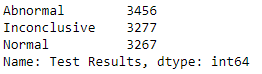 Abnormal 3456
Inconclusive 3277
Normal 3267
Name: Test Results, dtype: int64